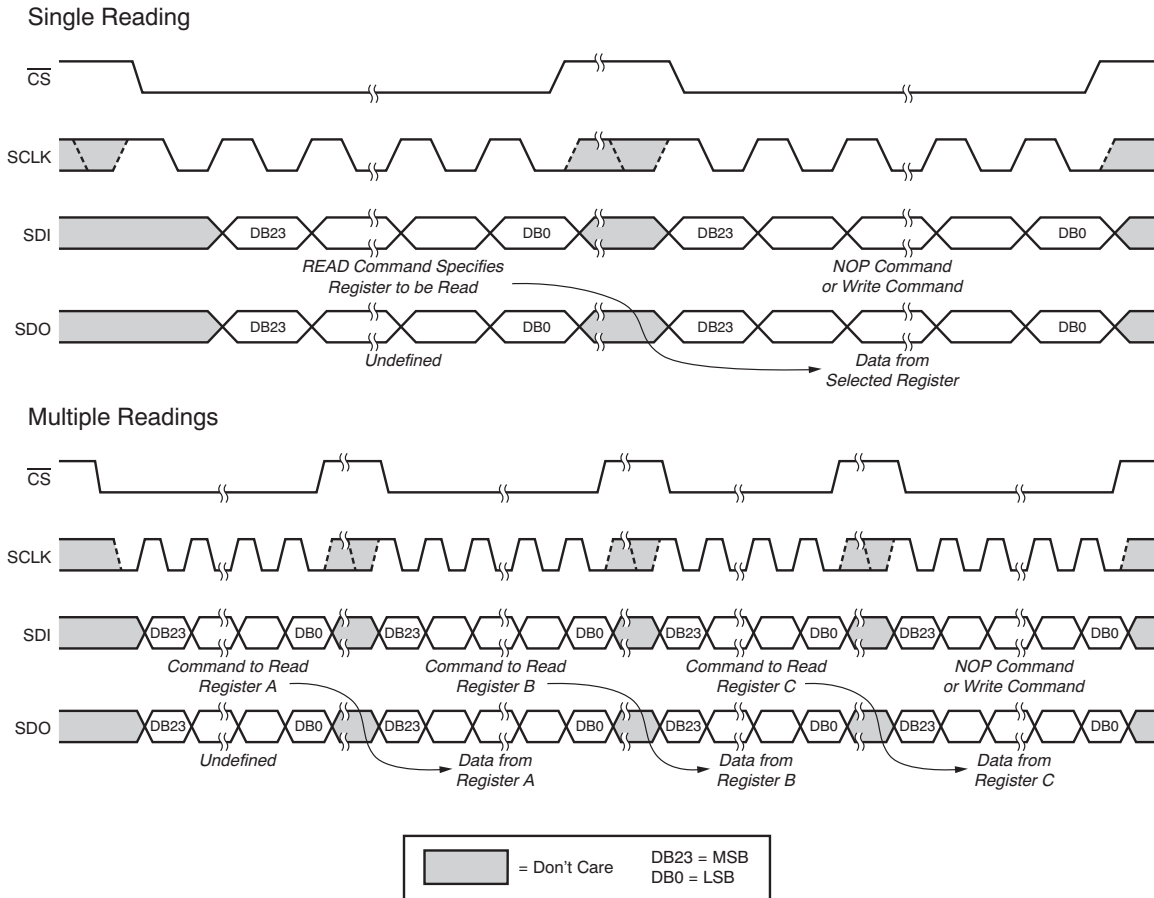 Single Reading
CS
SCLK
SDI DB23 DB0 DB23 DB0
READ Command Specifies
Register to be Read
NOP Command
or Write Command
SDO DB23 DB0 DB23 DB0
Undefined
Data from
Selected Register
Multiple Readings
CS
SCLK
SDI DB23 DB0 DB23 DB0 DB23 DB0 DB23 DB0
Command to Read
Register A
Command to Read
Register B
Command to Read
Register C
NOP Command
or Write Command
SDO DB23 DB0 DB23 DB0 DB23 DB0 DB23 DB0
Undefined
Data from
Register A
Data from
Register B
Data from
Register C
= Don't Care
DB23 = MSB
DB0 = LSB